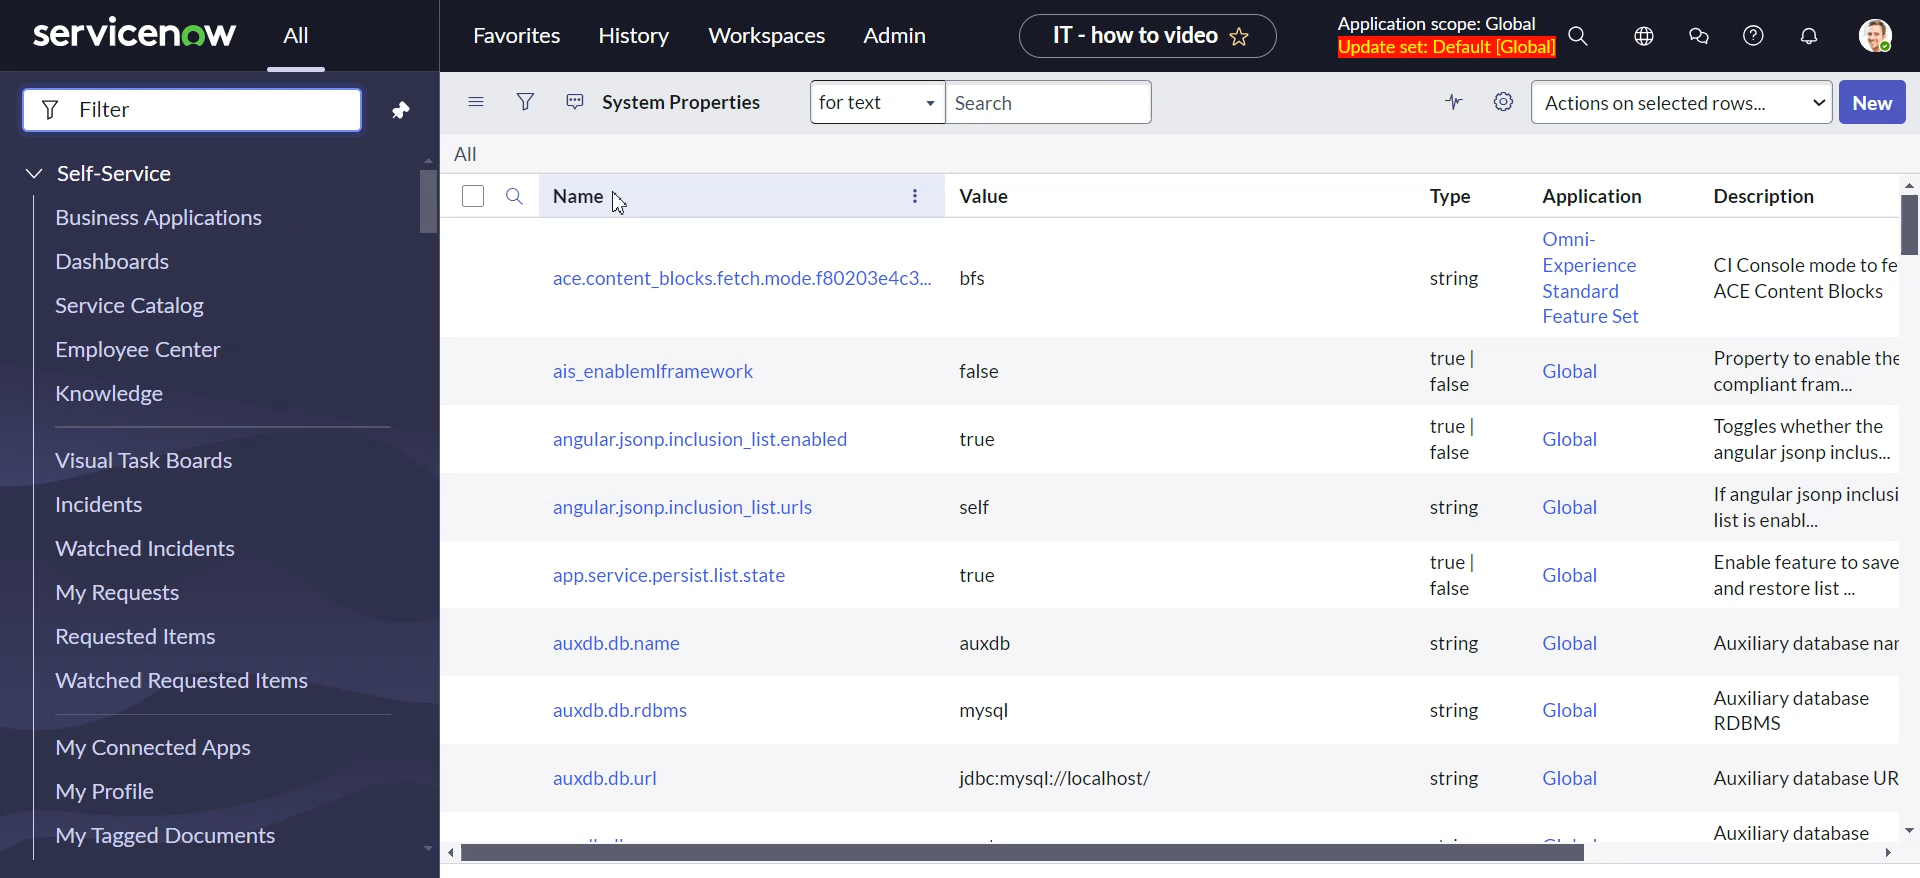 servicenow
All
Favorites
History
Workspaces
Admin
IT - how to video
Application scope: Global
Update set: Default [Global]
Filter
Self-Service
Business Applications
Dashboards
Service Catalog
Employee Center
Knowledge
Visual Task Boards
Incidents
Watched Incidents
My Requests
Requested Items
Watched Requested Items
My Connected Apps
My Profile
My Tagged Documents
System Properties
for text
Search
Actions on selected rows...
New
All
Name
Value
Type
Application
Description
ace.content_blocks.fetch.mode.f80203e4c3...
bfs
string
Omni-
Experience
Standard
Feature Set
CI Console mode to fe
ACE Content Blocks
ais_enablemlframework
false
true |
false
Global
Property to enable the
compliant fram...
angular.jsonp.inclusion_list.enabled
true
true |
false
Global
Toggles whether the
angular jsonp inclus...
angular.jsonp.inclusion_list.urls
self
string
Global
If angular jsonp inclusi
list is enabl...
app.service.persist.list.state
true
true |
false
Global
Enable feature to save
and restore list ...
auxdb.db.name
auxdb
string
Global
Auxiliary database nar
auxdb.db.rdbms
mysql
string
Global
Auxiliary database
RDBMS
auxdb.db.url
jdbc:mysql://localhost/
string
Global
Auxiliary database UR
Auxiliary database